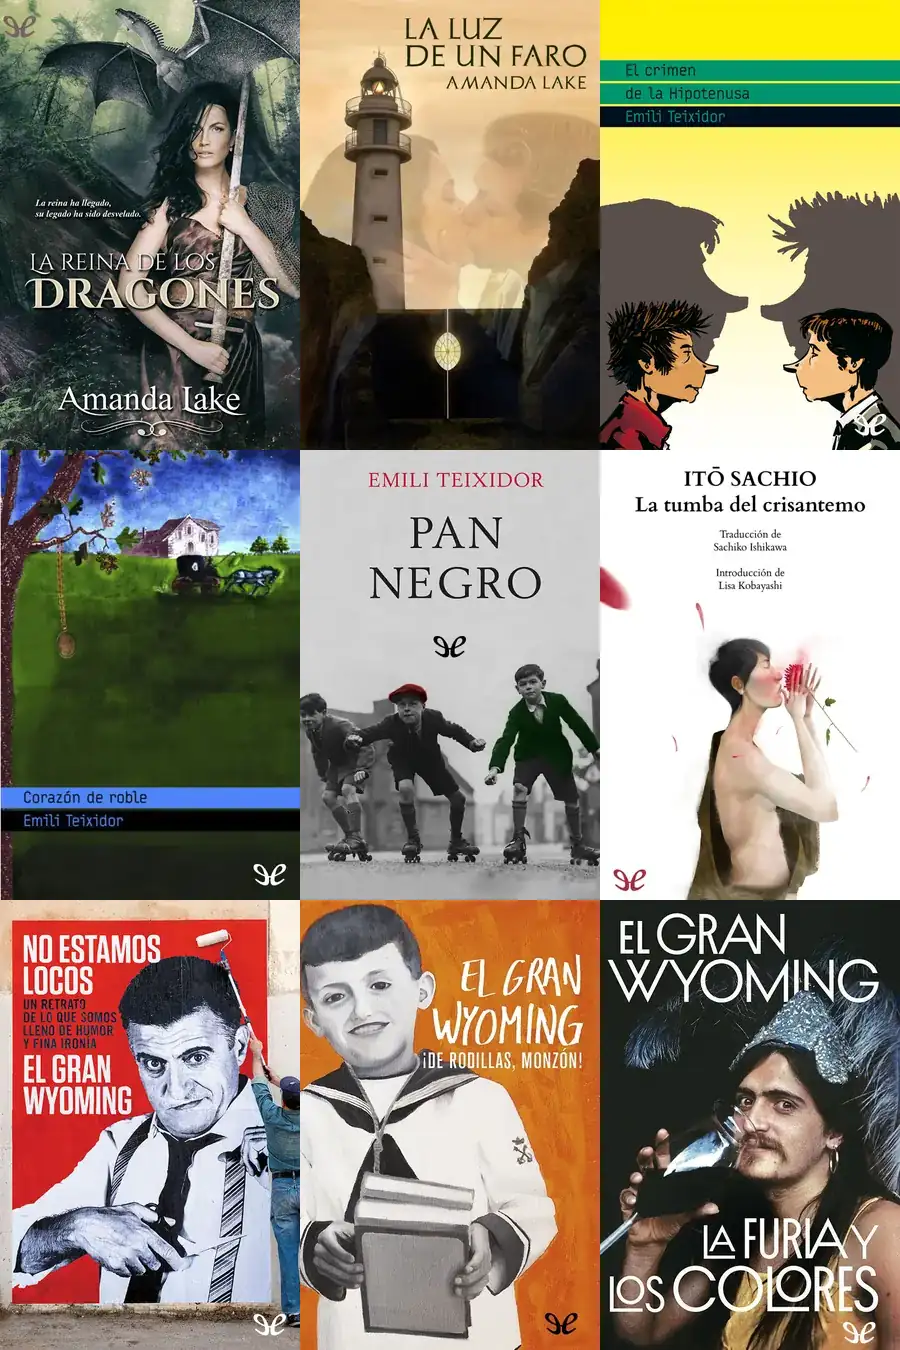 La reina ha llegado,
su legado ha sido desvelado.
LA REINA DE LOS
DRAGONES
Amanda Lake
LA LUZ
DE UN FARO
AMANDA LAKE
El crimen
de la Hipotenusa
Emili Teixidor
Corazón de roble
Emili Teixidor
EMILI TEIXIDOR
PAN
NEGRO
ITŌ SACHIO
La tumba del crisantemo
Traducción de
Sachiko Ishikawa
Introducción de
Lisa Kobayashi
NO ESTAMOS
LOCOS
UN RETRATO
DE LO QUE SOMOS
LLENO DE HUMOR
Y FINA IRONÍA
EL GRAN
WYOMING
EL GRAN
WYOMING
¡DE RODILLAS, MONZÓN!
EL GRAN
WYOMING
LA FURIA Y
LOS COLORES